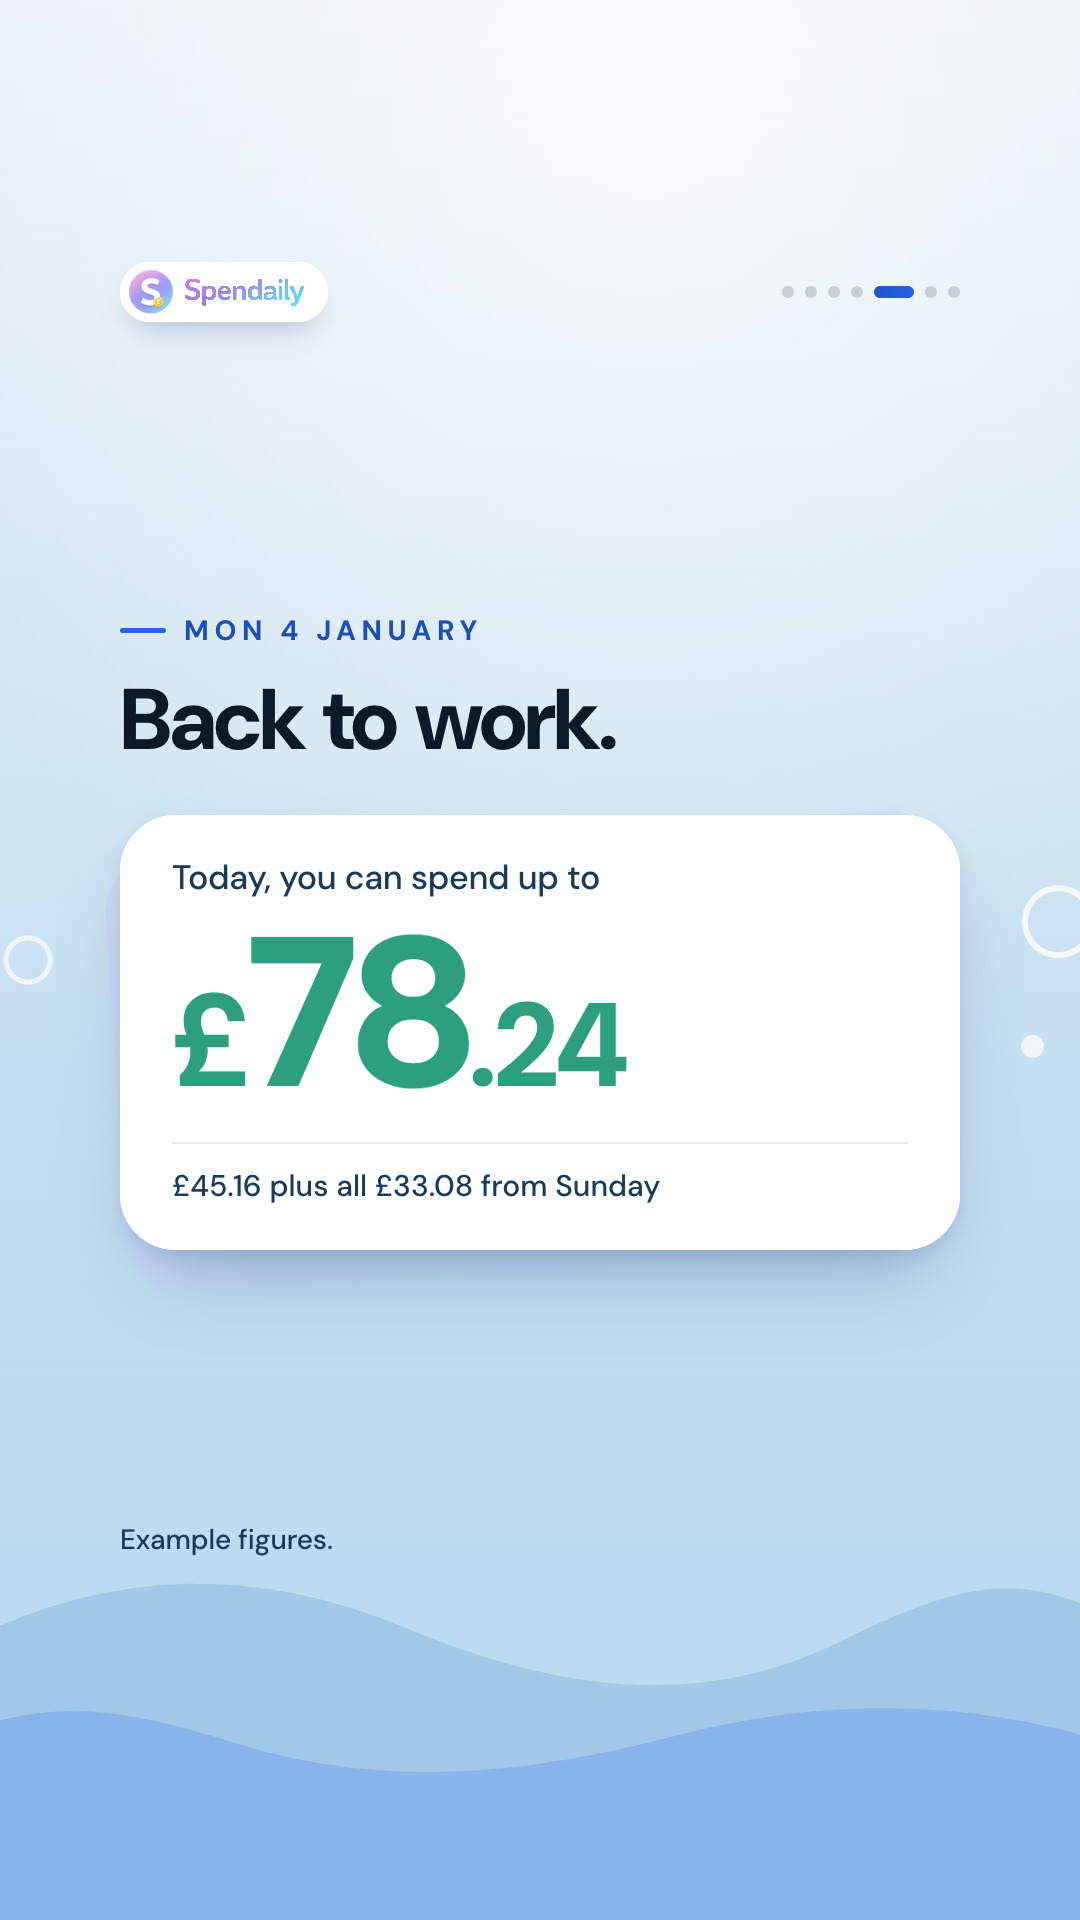 Spendaily
MON 4 JANUARY
Back to work.
Today, you can spend up to
£78.24
£45.16 plus all £33.08 from Sunday
Example figures.